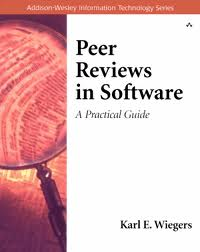 Addison-Wesley Information Technology Series
Peer
Reviews in
Software
A Practical Guide
Karl E. Wiegers